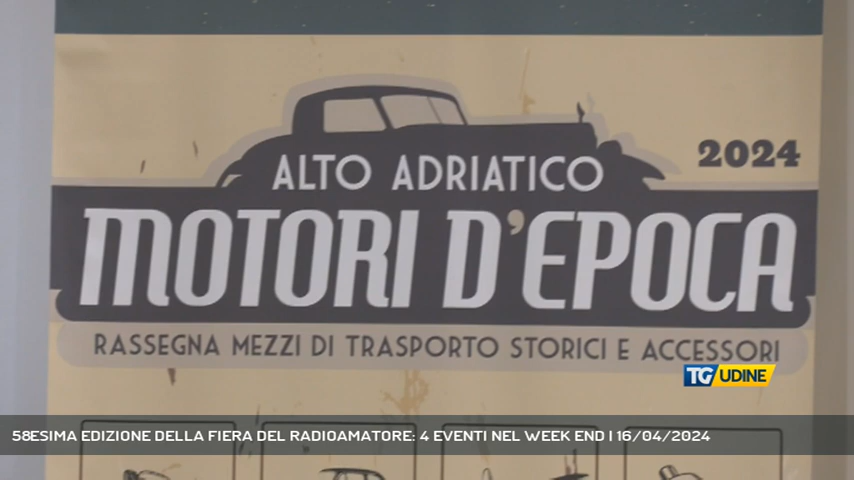 2024
ALTO ADRIATICO
MOTORI D'EPOCA
RASSEGNA MEZZI DI TRASPORTO STORICI E ACCESSORI
TG UDINE
58ESIMA EDIZIONE DELLA FIERA DEL RADIOAMATORE: 4 EVENTI NEL WEEK END | 16/04/2024